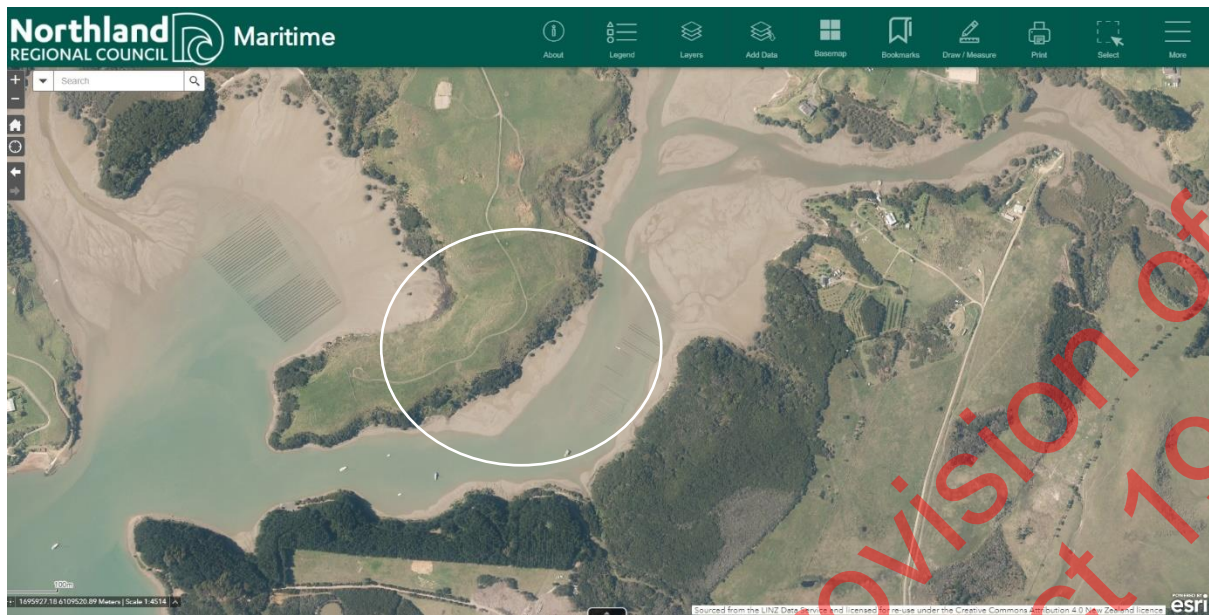 Northland
REGIONAL COUNCIL
Maritime
About
Legend
Layers
Add Data
Basemap
Bookmarks
Draw / Measure
Print
Select
More
+
Search
−
100m
1695927.18 6109520.89 Meters | Scale 1:4514
Sourced from the LINZ Data Service and licensed for re-use under the Creative Commons Attribution 4.0 New Zealand licence
POWERED BY
esri
ovision of